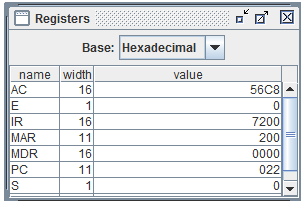 Registers
Base: Hexadecimal
name width value
AC 16 56C8
E 1 0
IR 16 7200
MAR 11 200
MDR 16 0000
PC 11 022
S 1 0